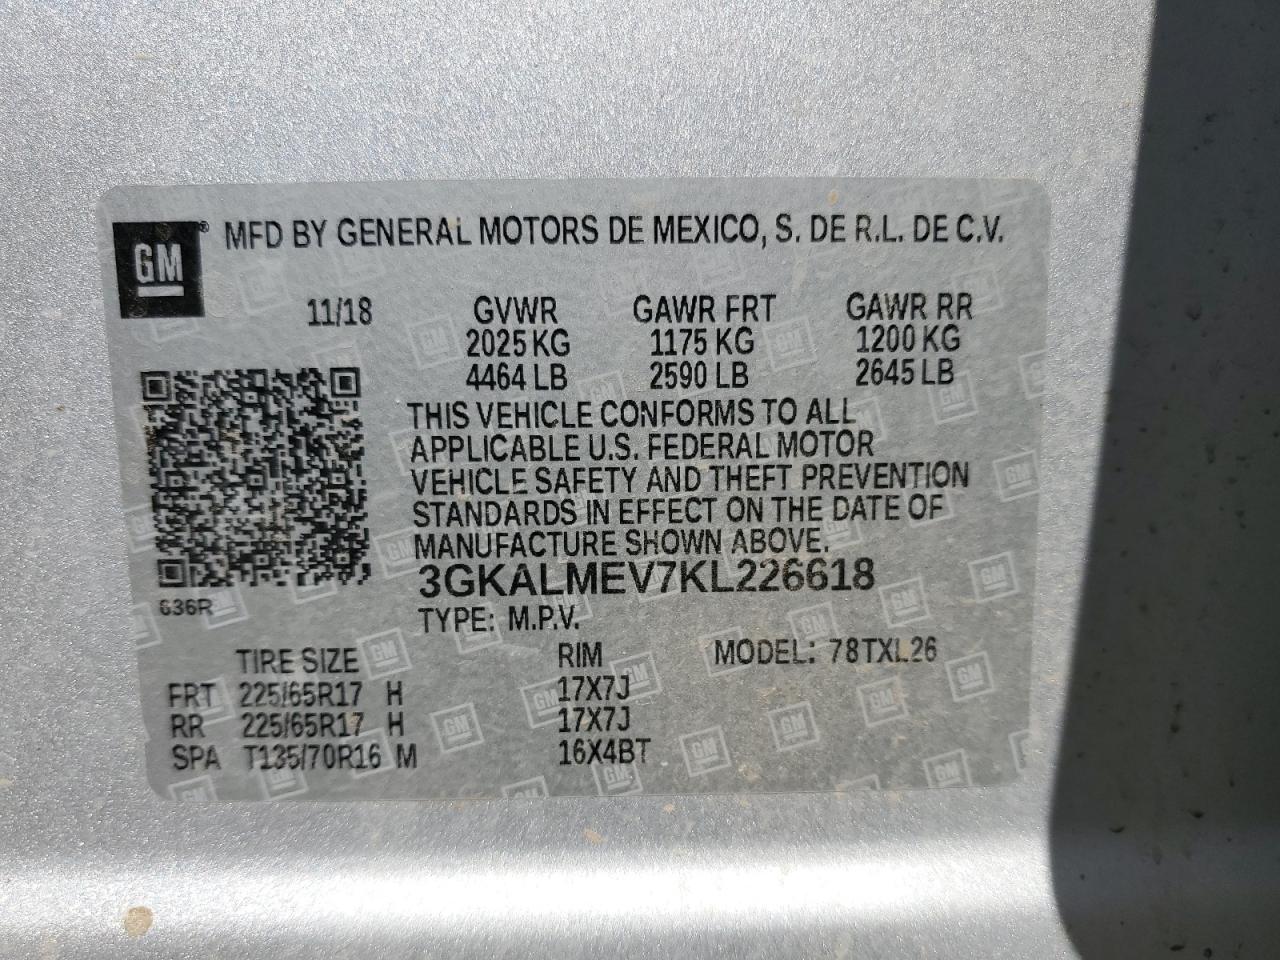 GM® MFD BY GENERAL MOTORS DE MEXICO, S. DE R.L. DE C.V.
11/18 GVWR GAWR FRT GAWR RR
2025 KG 1175 KG 1200 KG
4464 LB 2590 LB 2645 LB
THIS VEHICLE CONFORMS TO ALL
APPLICABLE U.S. FEDERAL MOTOR
VEHICLE SAFETY AND THEFT PREVENTION
STANDARDS IN EFFECT ON THE DATE OF
MANUFACTURE SHOWN ABOVE.
3GKALMEV7KL226618
636R
TYPE: M.P.V.
TIRE SIZE RIM MODEL: 78TXL26
FRT 225/65R17 H 17X7J
RR 225/65R17 H 17X7J
SPA T135/70R16 M 16X4BT